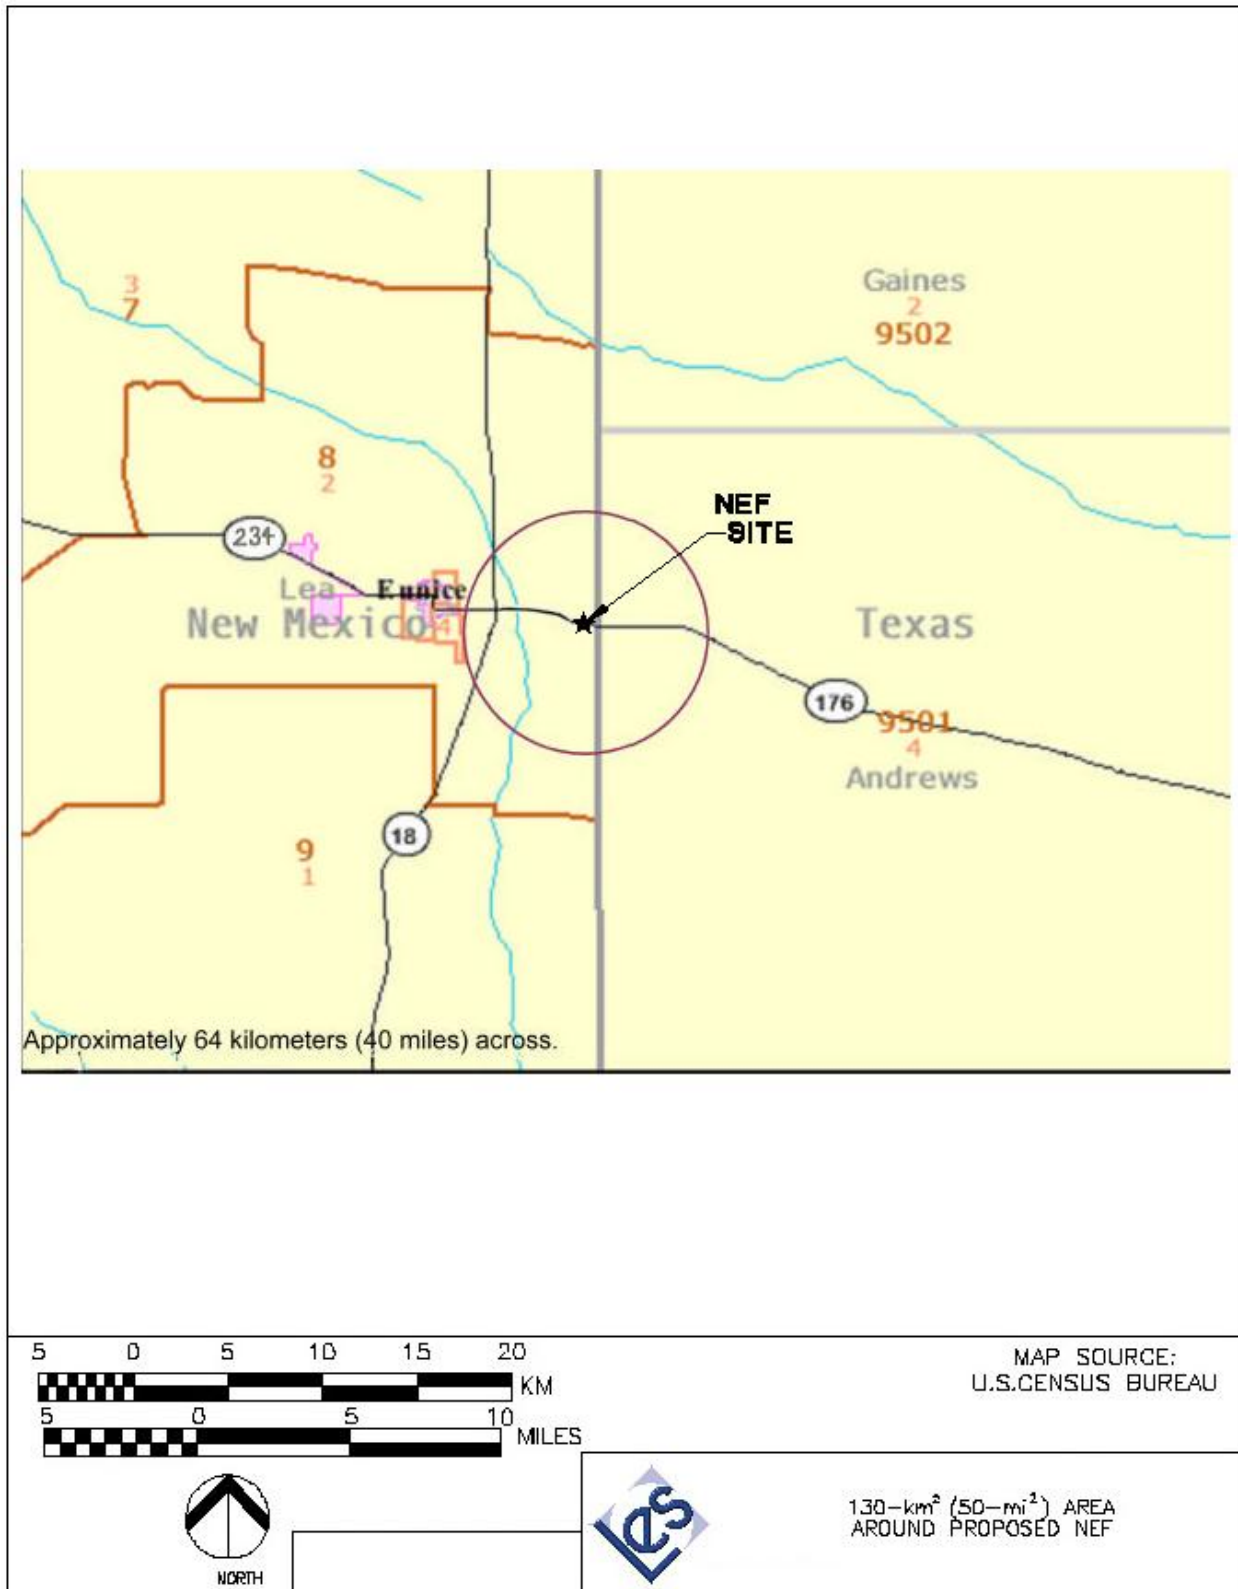 Gaines
2
9502
3
7
8
2
NEF
SITE
234
Lea
Eunice
New Mexico
4
Texas
176
9501
4
Andrews
18
9
1
Approximately 64 kilometers (40 miles) across.
5 0 5 10 15 20
KM
5 0 5 10
MILES
MAP SOURCE:
U.S.CENSUS BUREAU
NORTH
LES
130-km² (50-mi²) AREA
AROUND PROPOSED NEF